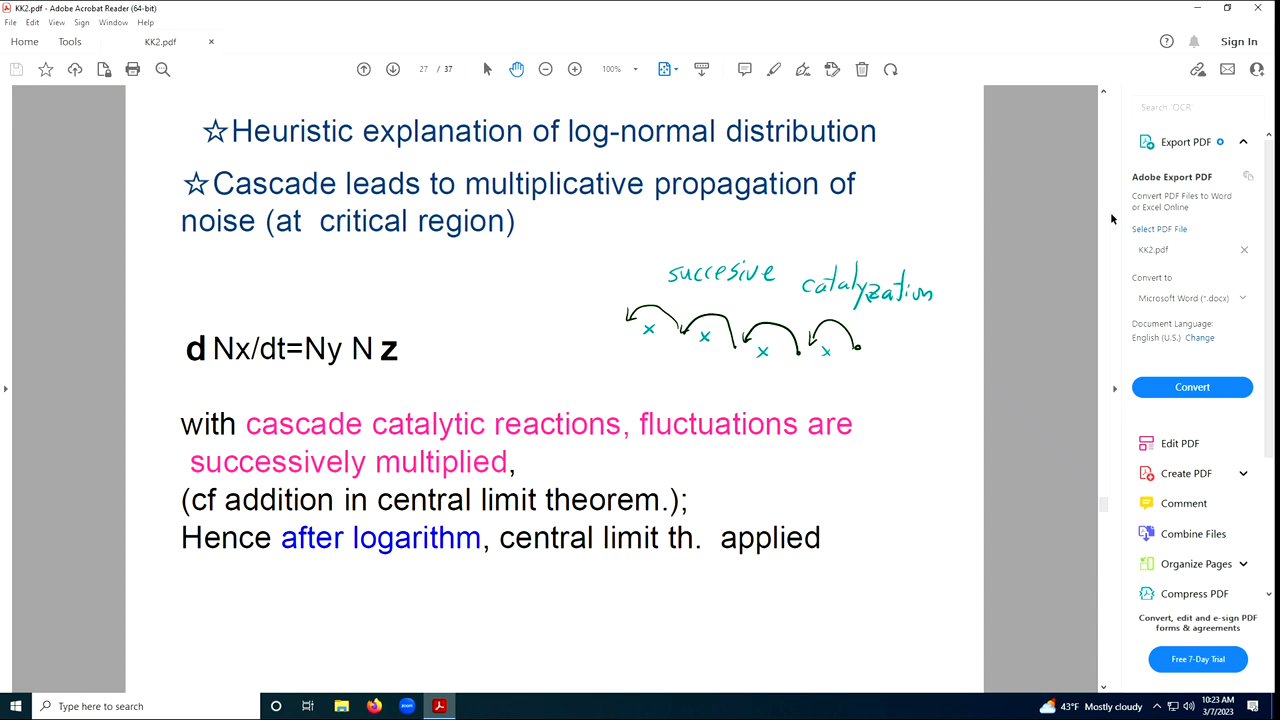 KK2.pdf - Adobe Acrobat Reader (64-bit)
File Edit View Sign Window Help
Home Tools KK2.pdf × Sign In
27 / 37 100%
☆Heuristic explanation of log-normal distribution
☆Cascade leads to multiplicative propagation of
noise (at critical region)
succesive catalyzation
x x x x
d Nx/dt=Ny N z
with cascade catalytic reactions, fluctuations are
successively multiplied,
(cf addition in central limit theorem.);
Hence after logarithm, central limit th. applied
Search 'OCR'
Export PDF
Adobe Export PDF
Convert PDF Files to Word
or Excel Online
Select PDF File
KK2.pdf
Convert to
Microsoft Word (*.docx)
Document Language:
English (U.S.) Change
Convert
Edit PDF
Create PDF
Comment
Combine Files
Organize Pages
Compress PDF
Convert, edit and e-sign PDF
forms & agreements
Free 7-Day Trial
Type here to search
zoom
43°F Mostly cloudy
10:23 AM
3/7/2023